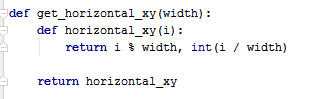 def get_horizontal_xy(width):
    def horizontal_xy(i):
        return i % width, int(i / width)
    return horizontal_xy